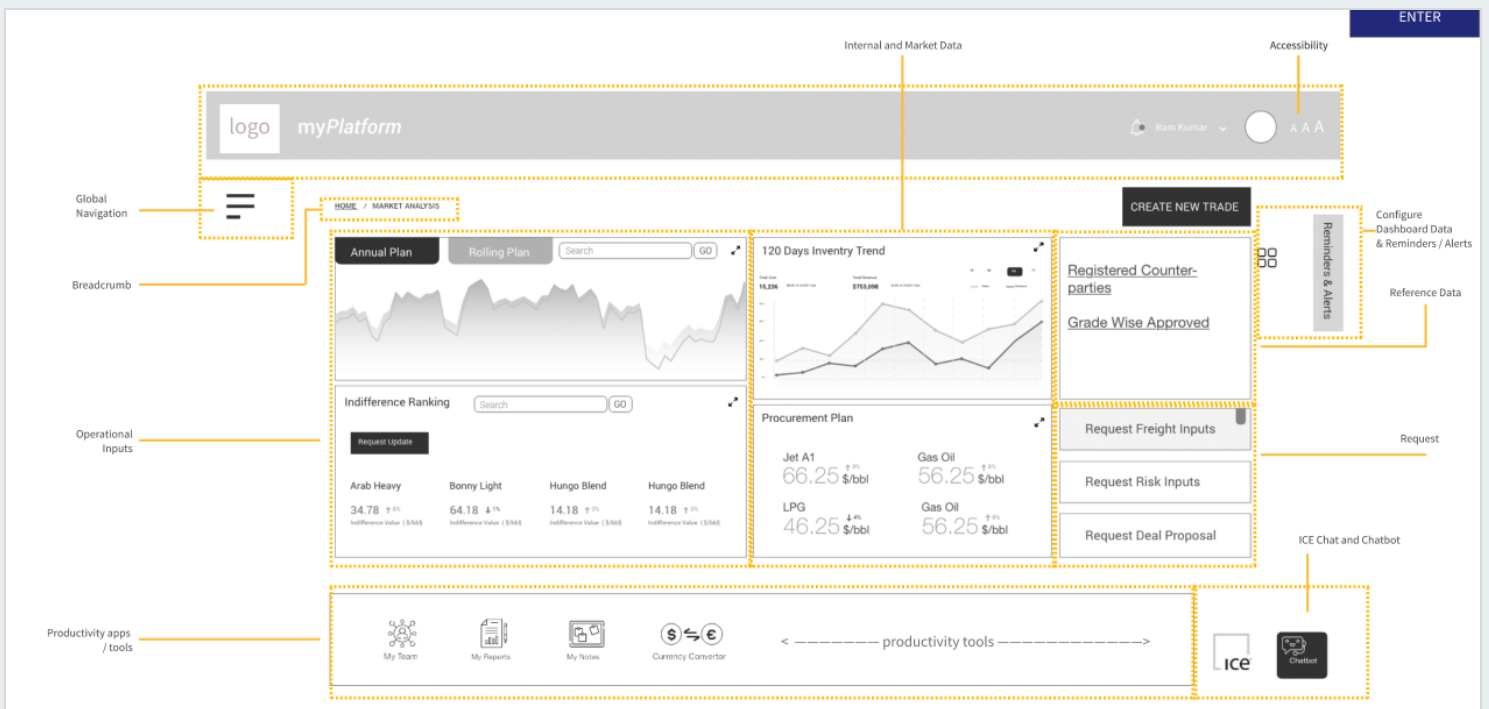 ENTER
Internal and Market Data
Accessibility
logo
myPlatform
Ram Kumar
A A A
Global
Navigation
HOME / MARKET ANALYSIS
CREATE NEW TRADE
Configure
Dashboard Data
& Reminders / Alerts
Reminders & Alerts
Breadcrumb
Annual Plan
Rolling Plan
Search
GO
120 Days Inventry Trend
Total Cost
15,236
Total Revenue
$753,098
Registered Counter-
parties
Grade Wise Approved
Reference Data
Operational
Inputs
Indifference Ranking
Search
GO
Request Update
Arab Heavy
Bonny Light
Hungo Blend
Hungo Blend
34.78
64.18
14.18
14.18
Indifference Value ( $/bbl)
Indifference Value ( $/bbl)
Indifference Value ( $/bbl)
Indifference Value ( $/bbl)
Procurement Plan
Jet A1
66.25 $/bbl
Gas Oil
56.25 $/bbl
LPG
46.25 $/bbl
Gas Oil
56.25 $/bbl
Request Freight Inputs
Request Risk Inputs
Request Deal Proposal
Request
ICE Chat and Chatbot
Productivity apps
/ tools
My Team
My Reports
My Notes
$ €
Currency Convertor
< ——————— productivity tools ————————————>
ICE
Chatbot